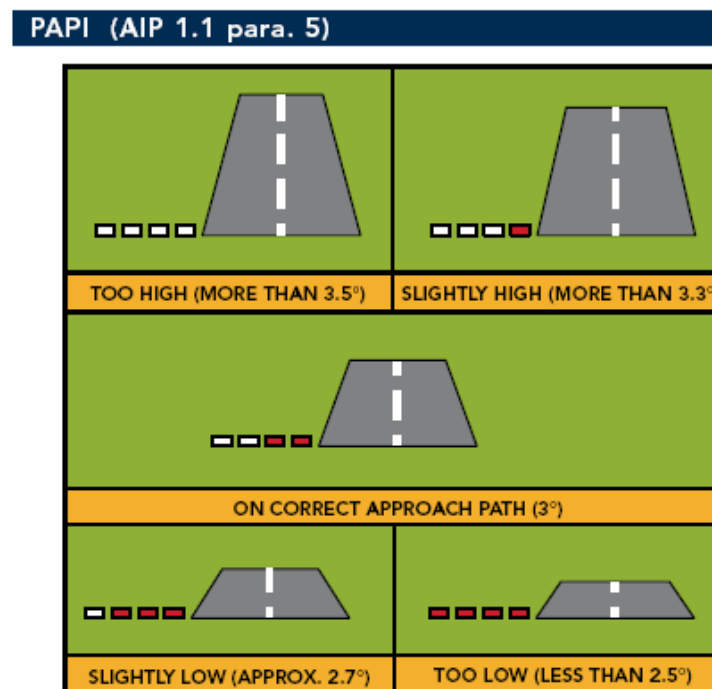 PAPI (AIP 1.1 para. 5)
TOO HIGH (MORE THAN 3.5°)
SLIGHTLY HIGH (MORE THAN 3.3°
ON CORRECT APPROACH PATH (3°)
SLIGHTLY LOW (APPROX. 2.7°)
TOO LOW (LESS THAN 2.5°)